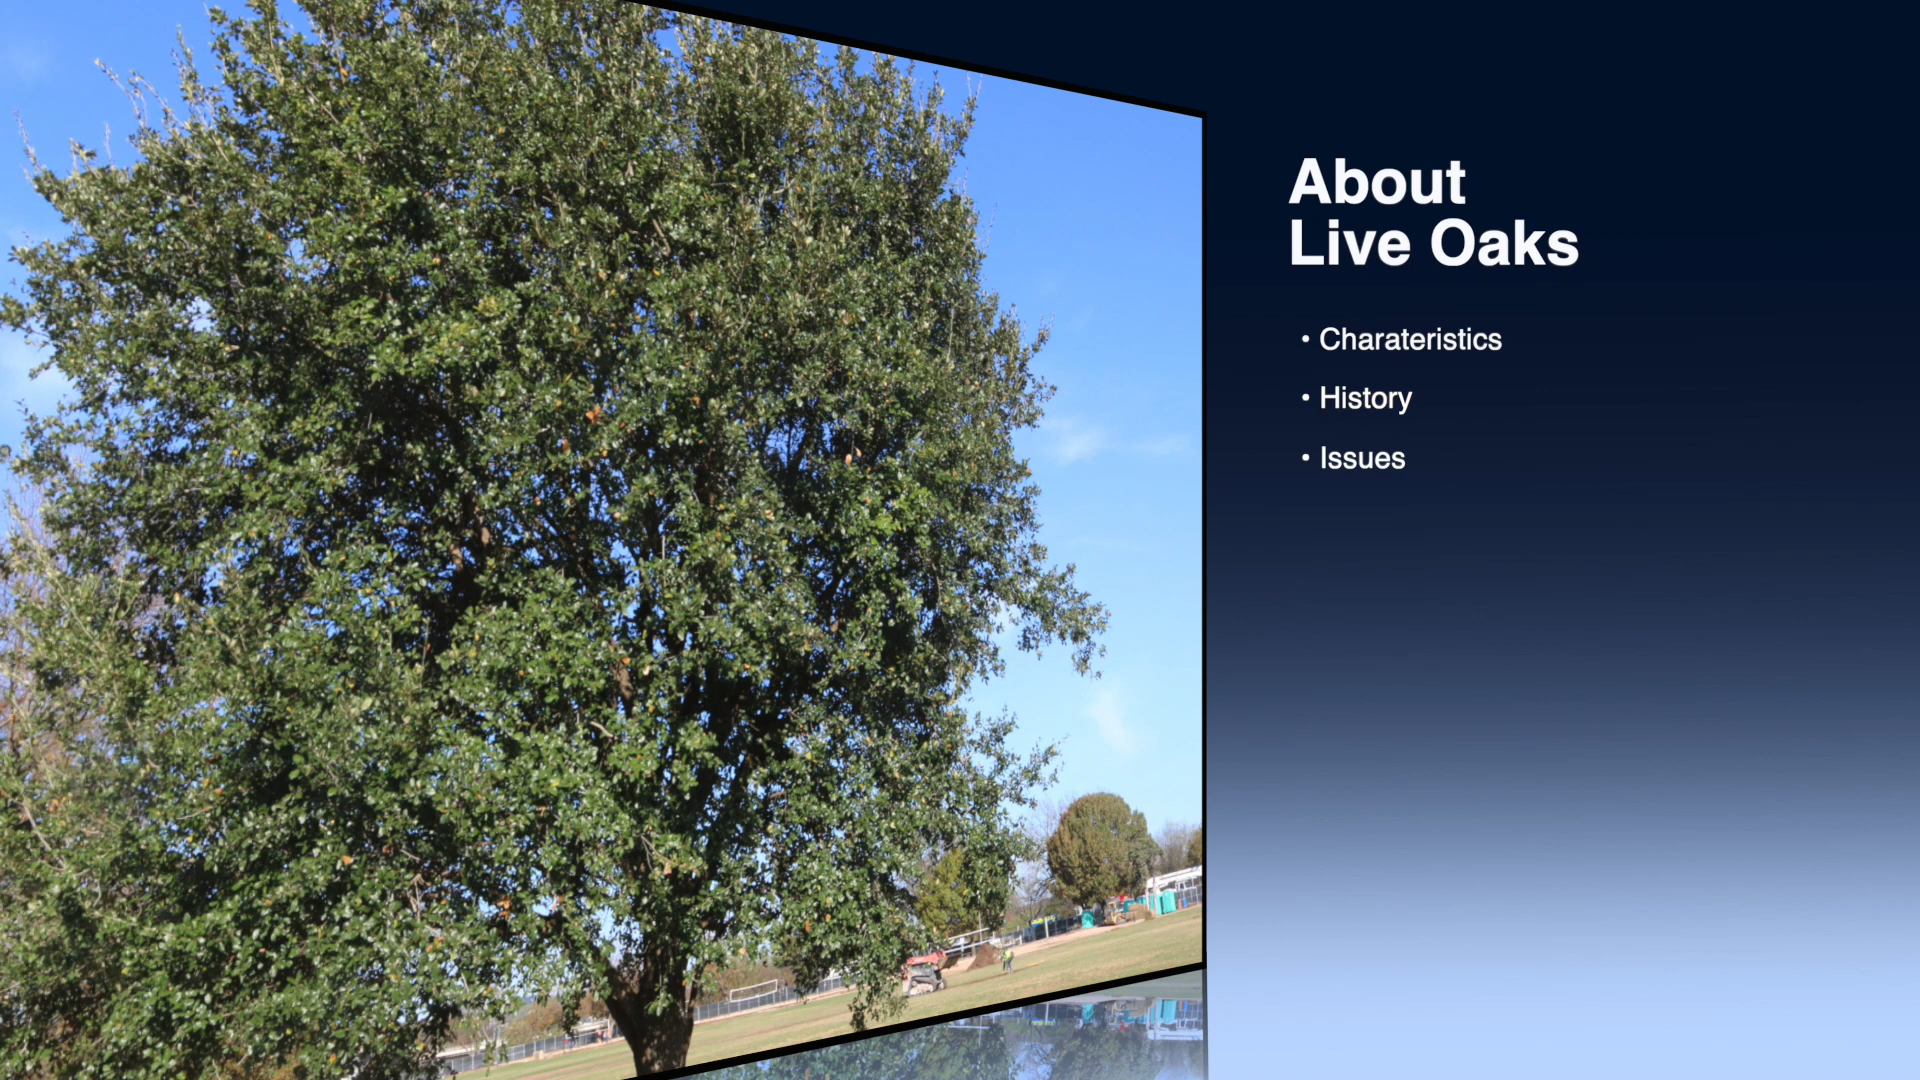 About
Live Oaks
• Charateristics
• History
• Issues